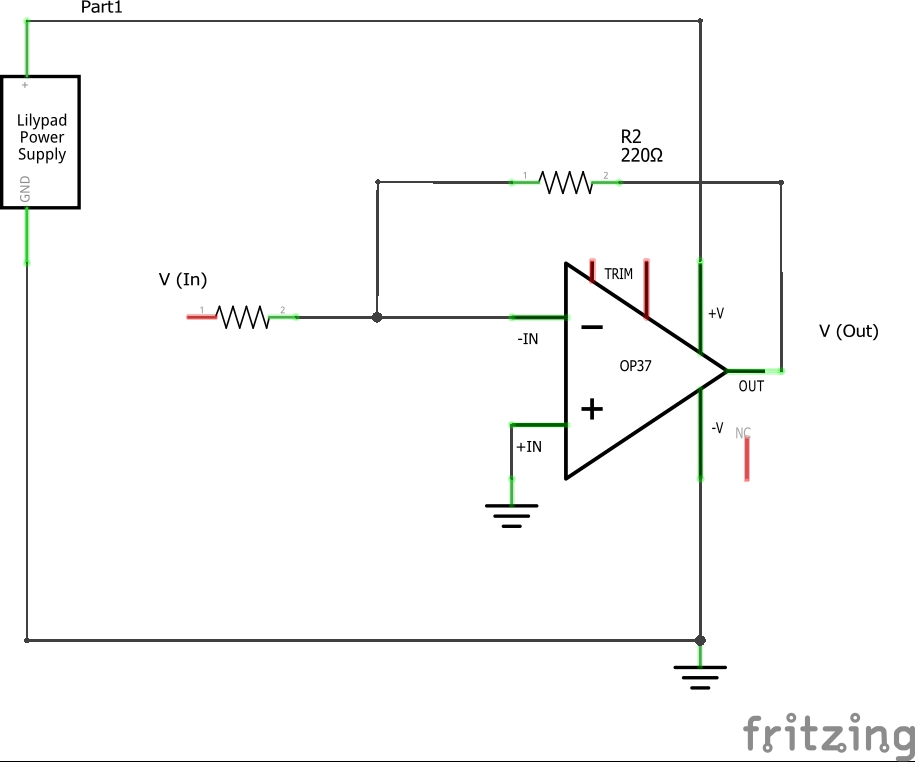 Part1
+
Lilypad
Power
Supply
GND
R2
220Ω
1
2
V (In)
1
2
TRIM
+V
-IN
−
OP37
V (Out)
OUT
+
+IN
-V
NC
fritzing